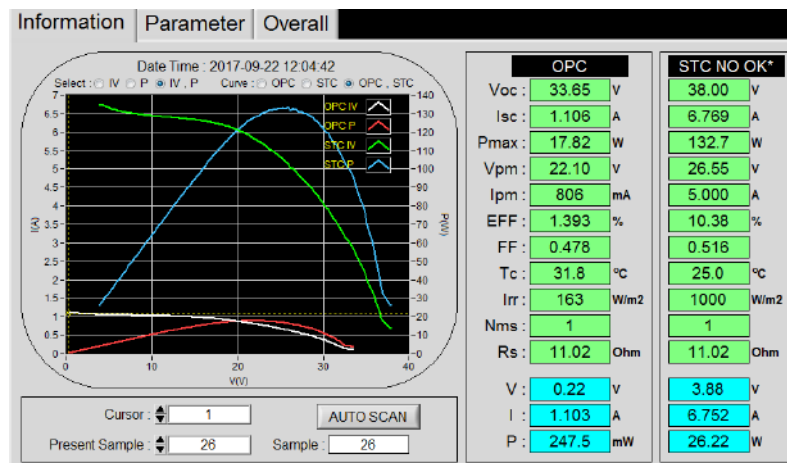 Information Parameter Overall
Date Time : 2017-09-22 12:04:42
Select : IV P IV , P Curve : OPC STC OPC , STC
OPC IV
OPC P
STC IV
STC P
I(A)
7-
6.5-
6-
5.5-
5-
4.5-
4-
3.5-
3-
2.5-
2-
1.5-
1-
0.5-
0-
-140
-130
-120
-110
-100
-90
-80
-70
-60
-50
-40
-30
-20
-10
-0
P(W)
0 10 20 30 40
V(V)
Cursor : 1 AUTO SCAN
Present Sample : 26 Sample : 26
OPC STC NO OK*
Voc : 33.65 V 38.00 V
Isc : 1.106 A 6.769 A
Pmax : 17.82 W 132.7 W
Vpm : 22.10 V 26.55 V
Ipm : 806 mA 5.000 A
EFF : 1.393 % 10.38 %
FF : 0.478 0.516
Tc : 31.8 ºC 25.0 ºC
Irr : 163 W/m2 1000 W/m2
Nms : 1 1
Rs : 11.02 Ohm 11.02 Ohm
V : 0.22 V 3.88 V
I : 1.103 A 6.752 A
P : 247.5 mW 26.22 W